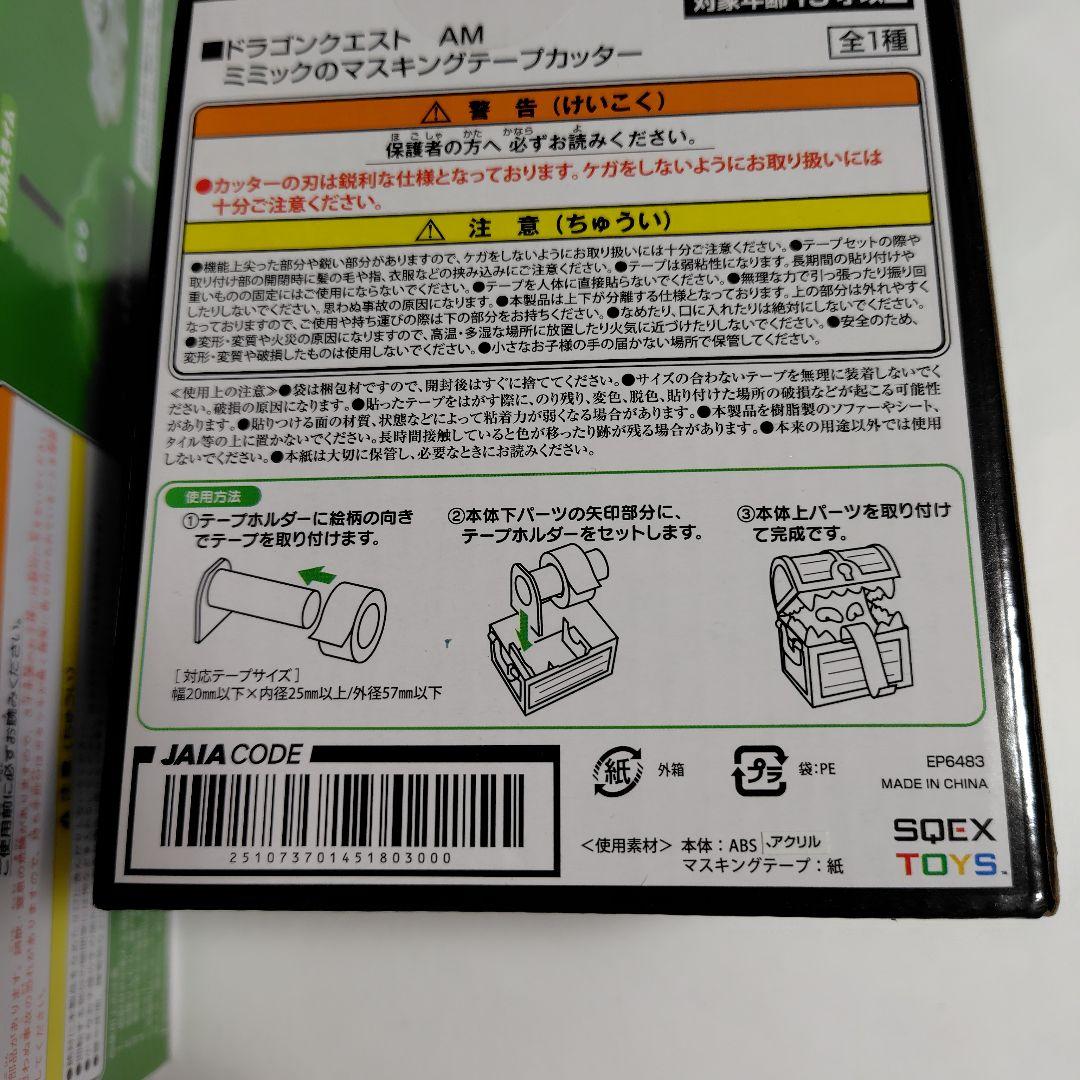 対象年齢15才以上
■ドラゴンクエスト AM
ミミックのマスキングテープカッター
全1種
⚠ 警 告(けいこく)
保護者の方へ 必ずお読みください。
●カッターの刃は鋭利な仕様となっております。ケガをしないようにお取り扱いには
十分ご注意ください。
⚠ 注 意(ちゅうい)
●機能上尖った部分や鋭い部分がありますので、ケガをしないようにお取り扱いには十分ご注意ください。●テープセットの際や
取り付け部の開閉時に髪の毛や指、衣服などの挟み込みにご注意ください。●テープは弱粘性になります。長期間の貼り付けや
重いものの固定にはご使用にならないでください。●テープを人体に直接貼らないでください。●無理な力で引っ張ったり振り回
したりしないでください。思わぬ事故の原因になります。●本製品は上下が分離する仕様となっております。上の部分は外れやすく
なっておりますので、ご使用や持ち運びの際は下の部分をお持ちください。●なめたり、口に入れたりは絶対にしないでください。
●変形・変質や火災の原因になりますので、高温・多湿な場所に放置したり火気に近づけたりしないでください。●安全のため、
変形・変質や破損したものは使用しないでください。●小さなお子様の手の届かない場所で保管してください。
≪使用上の注意≫●袋は梱包材ですので、開封後はすぐに捨ててください。●サイズの合わないテープを無理に装着しないでく
ださい。破損の原因になります。●貼ったテープをはがす際に、のり残り、変色、脱色、貼り付けた場所の破損などが起こる可能性
があります。●貼りつける面の材質、状態などによって粘着力が弱くなる場合があります。●本製品を樹脂製のソファーやシート、
タイル等の上に置かないでください。長時間接触していると色が移ったり跡が残る場合があります。●本来の用途以外では使用
しないでください。●本紙は大切に保管し、必要なときにお読みください。
使用方法
①テープホルダーに絵柄の向き
でテープを取り付けます。
②本体下パーツの矢印部分に、
テープホルダーをセットします。
③本体上パーツを取り付け
て完成です。
[対応テープサイズ]
幅20mm以下×内径25mm以上/外径57mm以下
JAIA CODE
2510737014518030​00
紙 外箱
プラ 袋:PE
EP6483
MADE IN CHINA
<使用素材> 本体:ABS、アクリル
マスキングテープ:紙
SQEX
TOYS™
ご使用前に必ずお読みください。